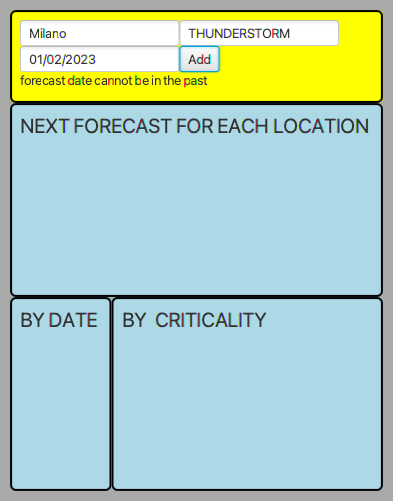 Milano THUNDERSTORM
01/02/2023 Add
forecast date cannot be in the past
NEXT FORECAST FOR EACH LOCATION
BY DATE BY  CRITICALITY